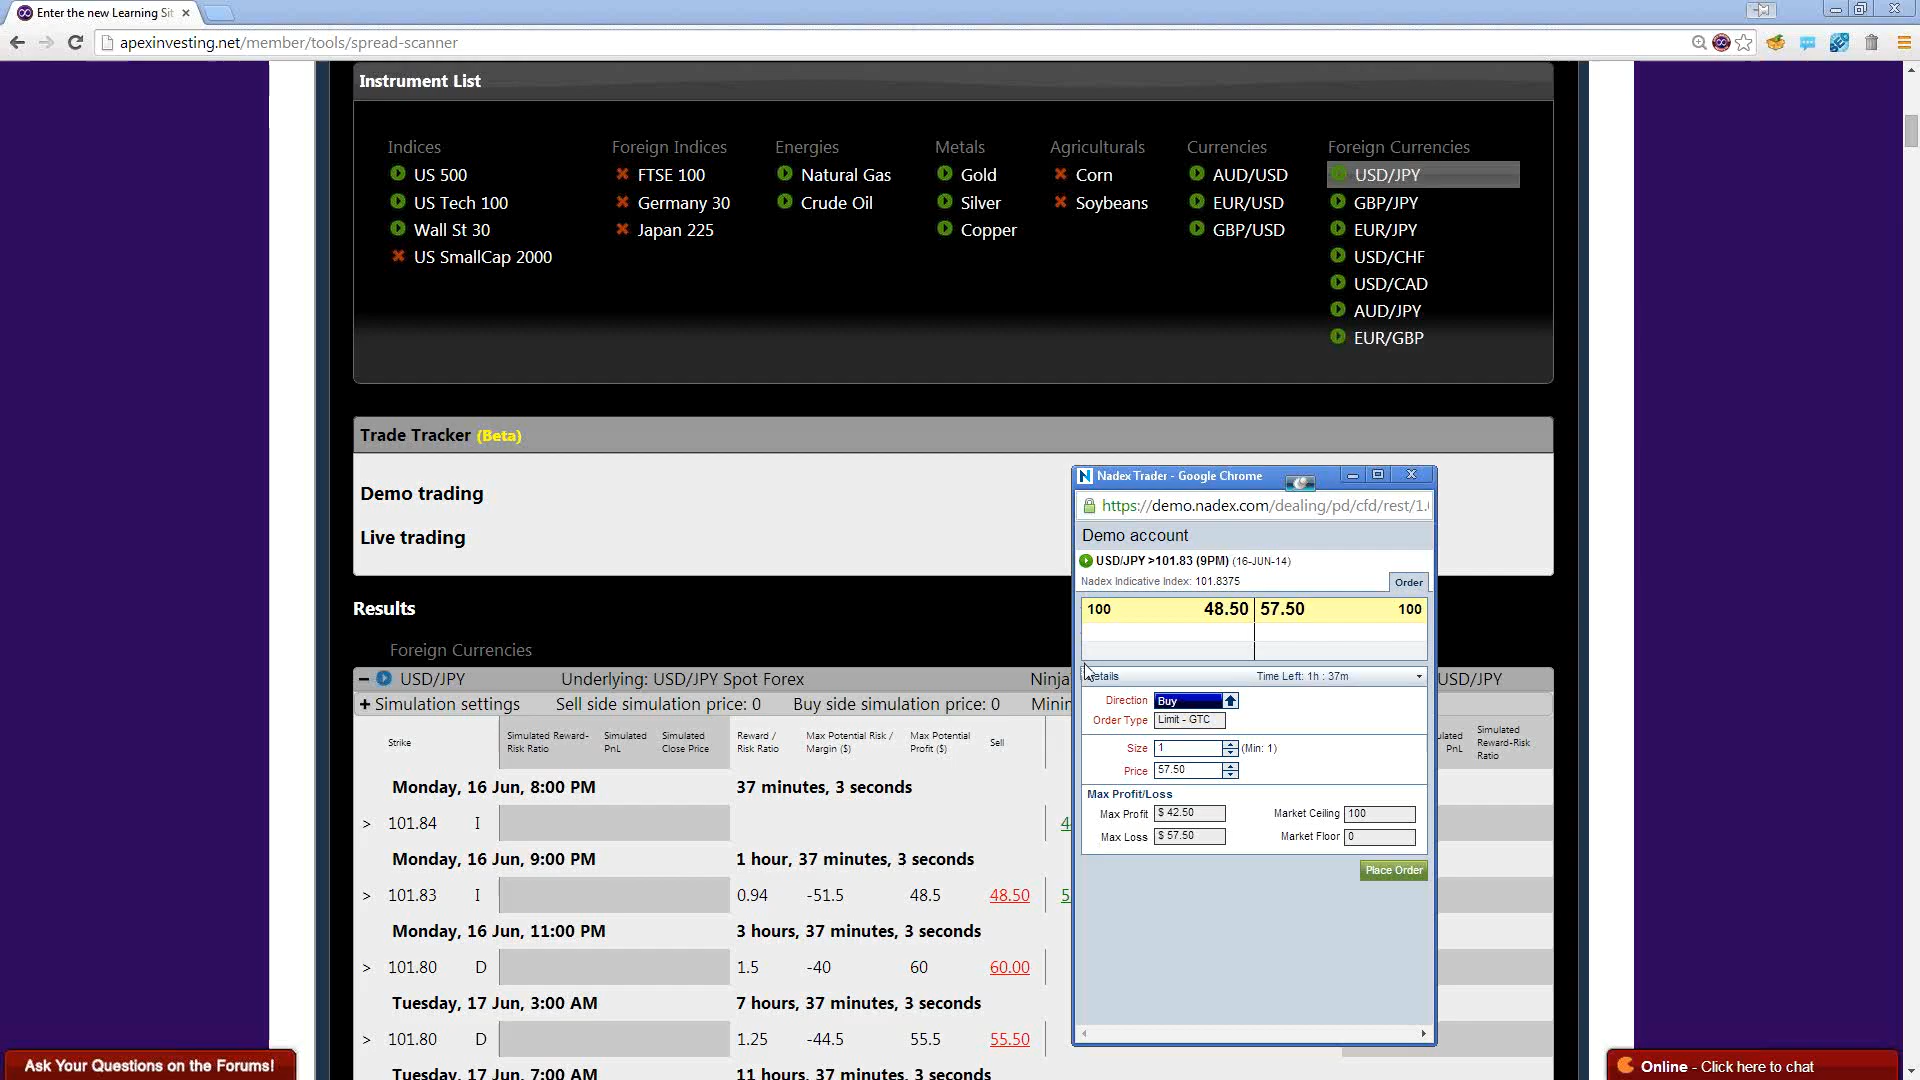 Enter the new Learning Sit
apexinvesting.net/member/tools/spread-scanner
Instrument List
Indices
US 500
US Tech 100
Wall St 30
US SmallCap 2000
Foreign Indices
FTSE 100
Germany 30
Japan 225
Energies
Natural Gas
Crude Oil
Metals
Gold
Silver
Copper
Agriculturals
Corn
Soybeans
Currencies
AUD/USD
EUR/USD
GBP/USD
Foreign Currencies
USD/JPY
GBP/JPY
EUR/JPY
USD/CHF
USD/CAD
AUD/JPY
EUR/GBP
Trade Tracker (Beta)
Demo trading
Live trading
Results
Foreign Currencies
USD/JPY Underlying: USD/JPY Spot Forex Ninja USD/JPY
+ Simulation settings Sell side simulation price: 0 Buy side simulation price: 0 Minin
Strike
Simulated Reward-
Risk Ratio
Simulated
PnL
Simulated
Close Price
Reward /
Risk Ratio
Max Potential Risk /
Margin ($)
Max Potential
Profit ($)
Sell
PnL
Simulated
Reward-Risk
Ratio
Monday, 16 Jun, 8:00 PM 37 minutes, 3 seconds
> 101.84 I
Monday, 16 Jun, 9:00 PM 1 hour, 37 minutes, 3 seconds
> 101.83 I 0.94 -51.5 48.5 48.50 5
Monday, 16 Jun, 11:00 PM 3 hours, 37 minutes, 3 seconds
> 101.80 D 1.5 -40 60 60.00
Tuesday, 17 Jun, 3:00 AM 7 hours, 37 minutes, 3 seconds
> 101.80 D 1.25 -44.5 55.5 55.50
Tuesday, 17 Jun, 7:00 AM 11 hours, 37 minutes, 3 seconds
Nadex Trader - Google Chrome
https://demo.nadex.com/dealing/pd/cfd/rest/1.
Demo account
USD/JPY >101.83 (9PM) (16-JUN-14)
Nadex Indicative Index: 101.8375
Order
100 48.50 57.50 100
etails Time Left: 1h : 37m
Direction Buy
Order Type Limit - GTC
Size 1 (Min: 1)
Price 57.50
Max Profit/Loss
Max Profit $ 42.50 Market Ceiling 100
Max Loss $ 57.50 Market Floor 0
Place Order
Ask Your Questions on the Forums!
Online - Click here to chat